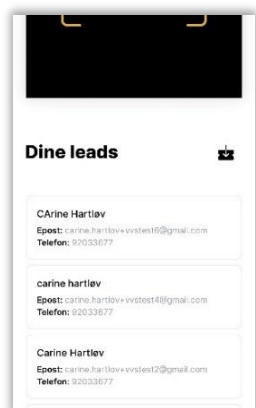 Dine leads
CArine Hartløv
Epost: carine.hartlov+vvstest6@gmail.com
Telefon: 92033677
carine hartløv
Epost: carine.hartlov+vvstest4@gmail.com
Telefon: 92033677
Carine Hartløv
Epost: carine.hartlov+vvstest2@gmail.com
Telefon: 92033677